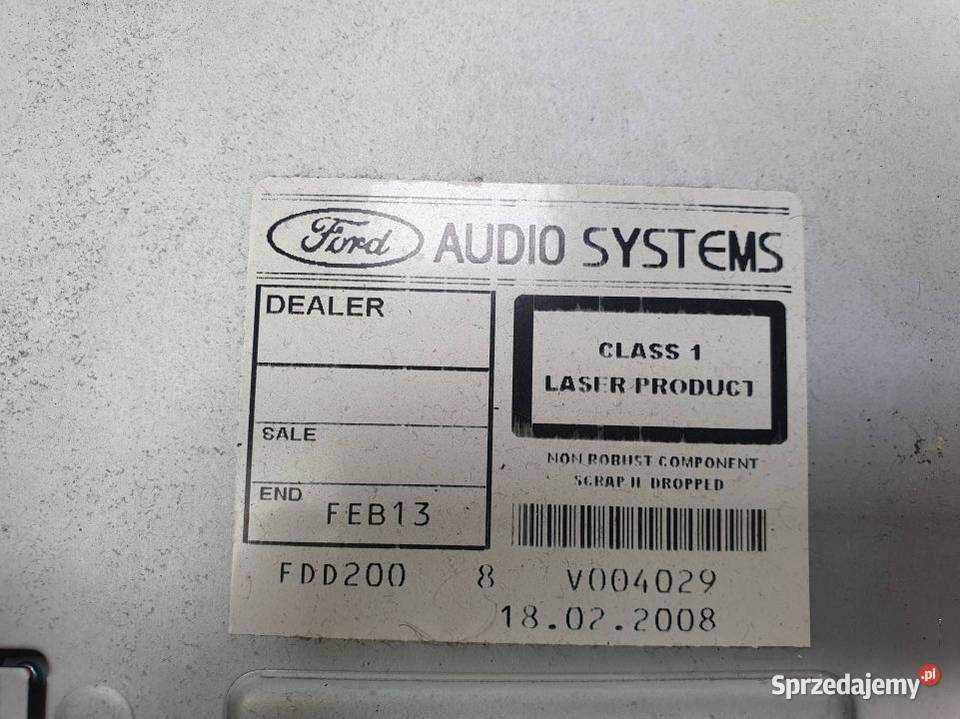 Ford AUDIO SYSTEMS
DEALER
CLASS 1
LASER PRODUCT
SALE
NON ROBUST COMPONENT
SCRAP IF DROPPED
END FEB13
FDD200 8 V004029
18.02.2008
Sprzedajemy.pl